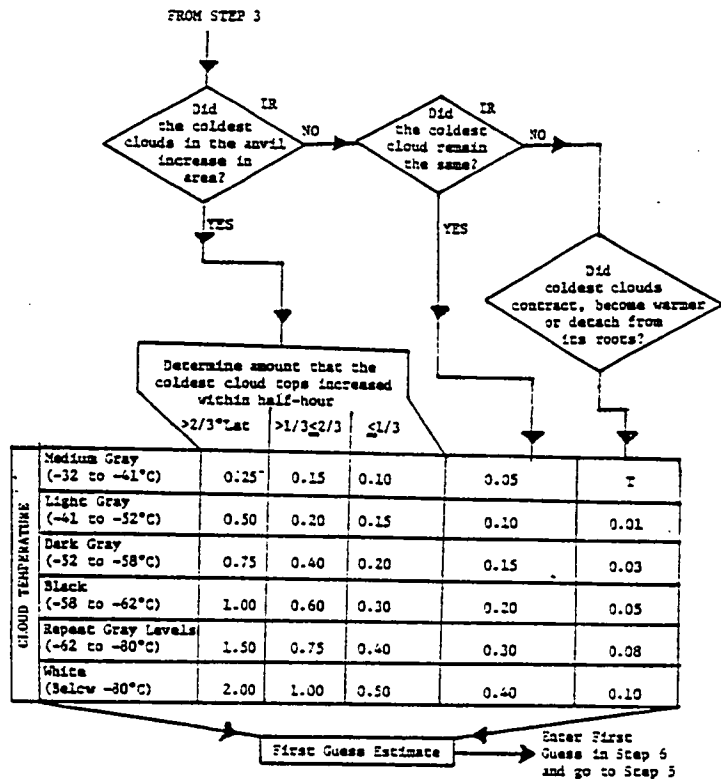 FROM STEP 3
IR
Did
the coldest
clouds in the anvil
increase in
area?
NO
YES
IR
Did
the coldest
cloud remain
the same?
NO
YES
Did
coldest clouds
contract, become warmer
or detach from
its roots?
Determine amount that the
coldest cloud tops increased
within half-hour
>2/3°Lat >1/3≤2/3 ≤1/3
CLOUD TEMPERATURE
Medium Gray
(-32 to -41°C) 0.25 0.15 0.10 0.05 T
Light Gray
(-41 to -52°C) 0.50 0.20 0.15 0.10 0.01
Dark Gray
(-52 to -58°C) 0.75 0.40 0.20 0.15 0.03
Black
(-58 to -62°C) 1.00 0.60 0.30 0.20 0.05
Repeat Gray Levels
(-62 to -80°C) 1.50 0.75 0.40 0.30 0.08
White
(Below -80°C) 2.00 1.00 0.50 0.40 0.10
First Guess Estimate
Enter First
Guess in Step 6
and go to Step 5